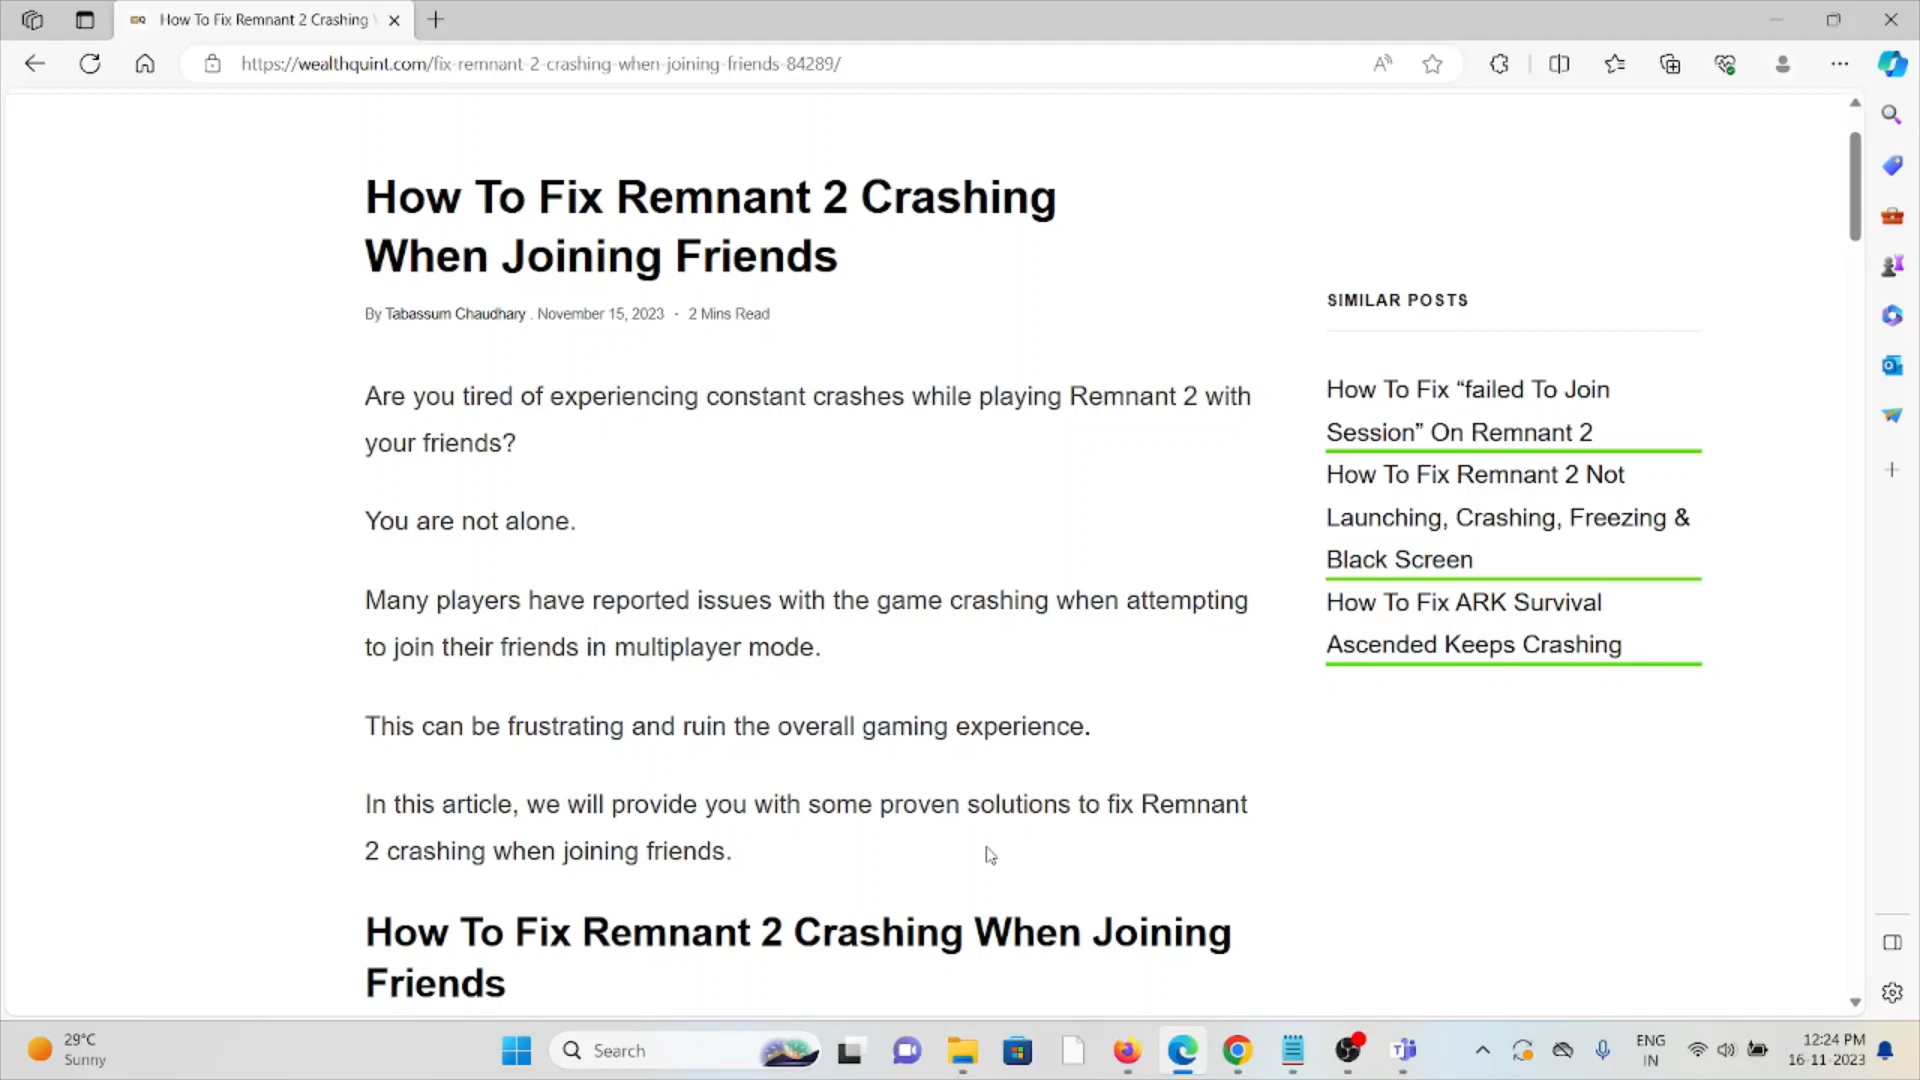 How To Fix Remnant 2 Crashing
https://wealthquint.com/fix-remnant-2-crashing-when-joining-friends-84289/
How To Fix Remnant 2 Crashing
When Joining Friends
By Tabassum Chaudhary . November 15, 2023 - 2 Mins Read
Are you tired of experiencing constant crashes while playing Remnant 2 with
your friends?
You are not alone.
Many players have reported issues with the game crashing when attempting
to join their friends in multiplayer mode.
This can be frustrating and ruin the overall gaming experience.
In this article, we will provide you with some proven solutions to fix Remnant
2 crashing when joining friends.
How To Fix Remnant 2 Crashing When Joining
Friends
SIMILAR POSTS
How To Fix “failed To Join
Session” On Remnant 2
How To Fix Remnant 2 Not
Launching, Crashing, Freezing &
Black Screen
How To Fix ARK Survival
Ascended Keeps Crashing
29°C
Sunny
Search
ENG
IN
12:24 PM
16-11-2023